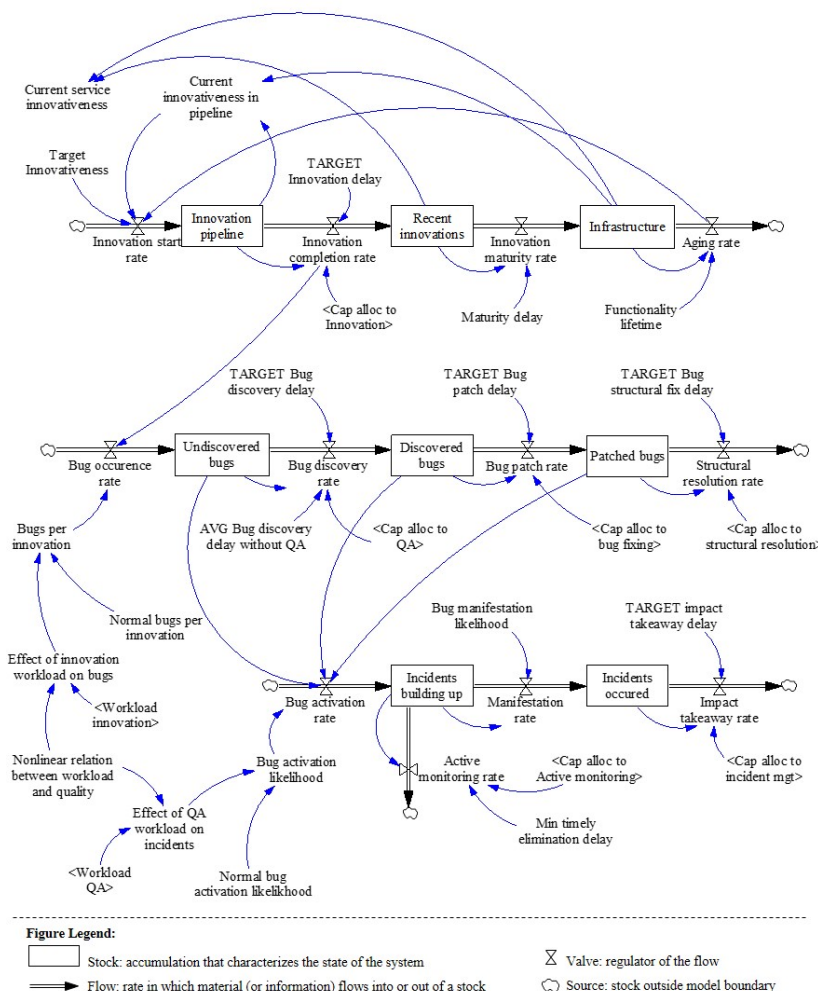 Current service
innovativeness
Current
innovativeness in
pipeline
Target
Innovativeness
TARGET
Innovation delay
Innovation start
rate
Innovation
pipeline
Innovation
completion rate
Recent
innovations
Innovation
maturity rate
Infrastructure
Aging rate
<Cap alloc to
Innovation>
Maturity delay
Functionality
lifetime
TARGET Bug
discovery delay
TARGET Bug
patch delay
TARGET Bug
structural fix delay
Bug occurence
rate
Undiscovered
bugs
Bug discovery
rate
Discovered
bugs
Bug patch rate
Patched bugs
Structural
resolution rate
Bugs per
innovation
AVG Bug discovery
delay without QA
<Cap alloc to
QA>
<Cap alloc to
bug fixing>
<Cap alloc to
structural resolution>
Normal bugs per
innovation
Bug manifestation
likelihood
TARGET impact
takeaway delay
Effect of innovation
workload on bugs
<Workload
innovation>
Bug activation
rate
Incidents
building up
Manifestation
rate
Incidents
occured
Impact
takeaway rate
Nonlinear relation
between workload
and quality
Bug activation
likelihood
Active
monitoring rate
<Cap alloc to
Active monitoring>
<Cap alloc to
incident mgt>
Effect of QA
workload on
incidents
Min timely
elimination delay
<Workload
QA>
Normal bug
activation likelikhood
Figure Legend:
Stock: accumulation that characterizes the state of the system
Valve: regulator of the flow
Flow: rate in which material (or information) flows into or out of a stock
Source: stock outside model boundary